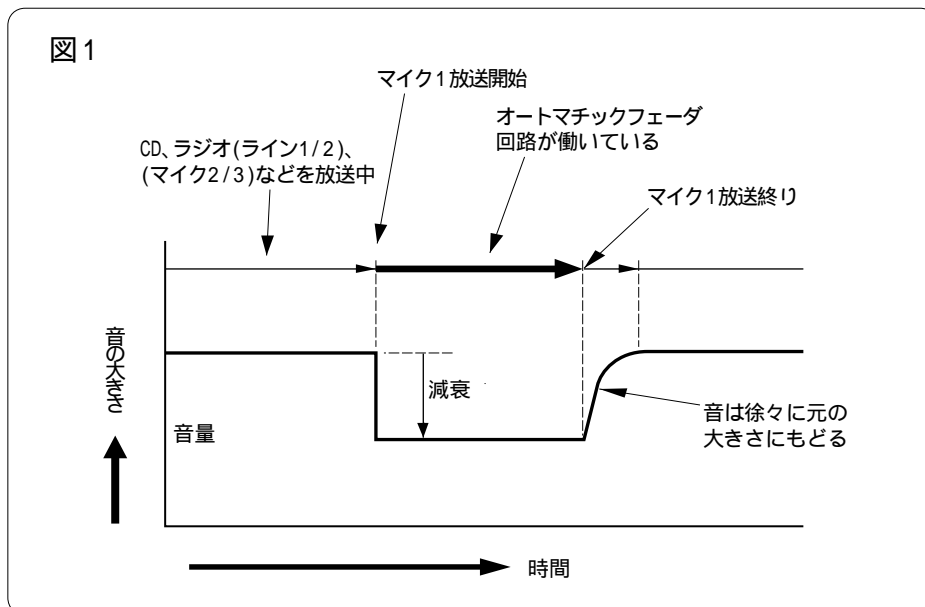 図1
マイク1放送開始
オートマチックフェーダ
回路が働いている
CD、ラジオ(ライン1/2)、
(マイク2/3)などを放送中
マイク1放送終り
音の大きさ
減衰
音量
音は徐々に元の
大きさにもどる
時間